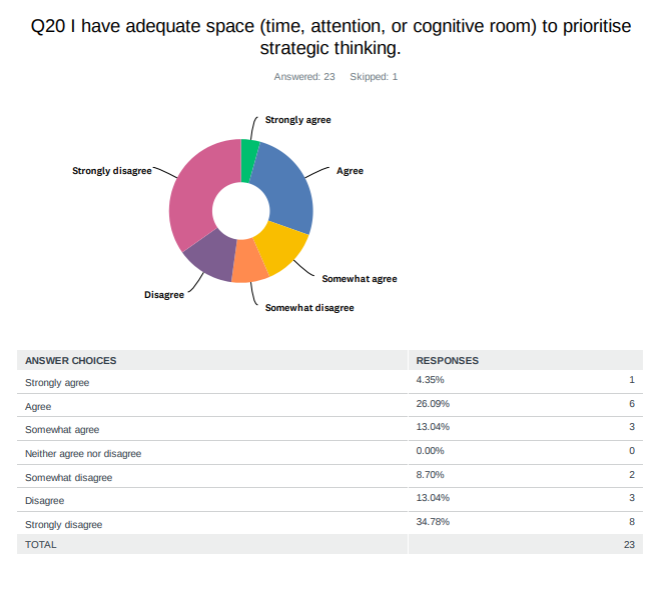 Q20 I have adequate space (time, attention, or cognitive room) to prioritise
strategic thinking.
Answered: 23 Skipped: 1
Strongly agree
Strongly disagree
Agree
Somewhat agree
Disagree
Somewhat disagree
ANSWER CHOICES RESPONSES
Strongly agree 4.35% 1
Agree 26.09% 6
Somewhat agree 13.04% 3
Neither agree nor disagree 0.00% 0
Somewhat disagree 8.70% 2
Disagree 13.04% 3
Strongly disagree 34.78% 8
TOTAL 23